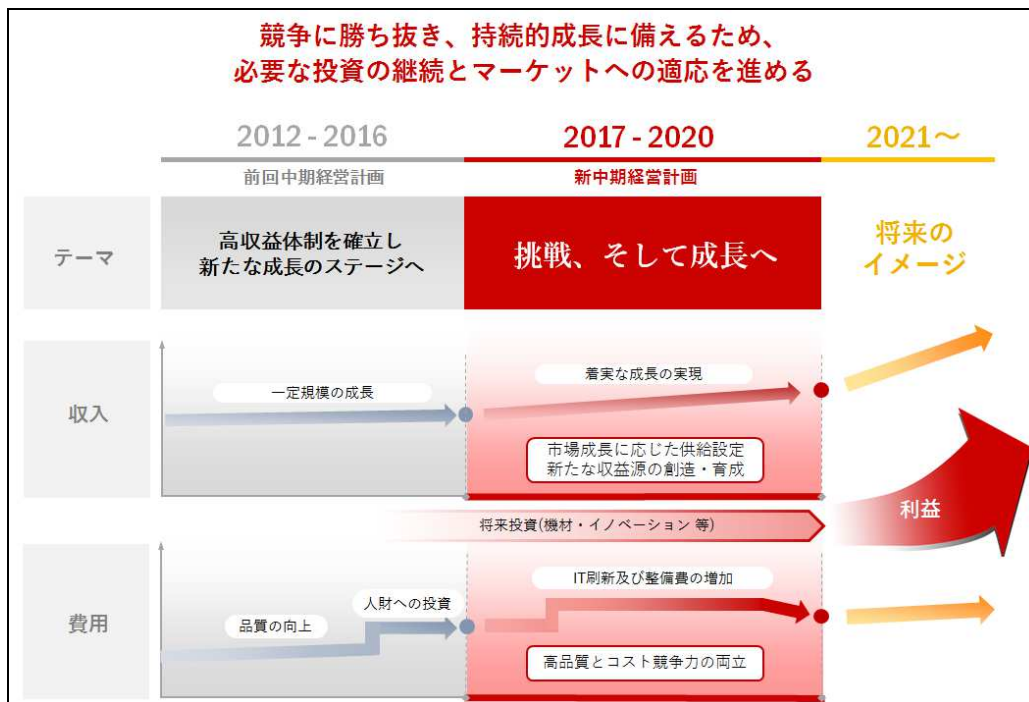 競争に勝ち抜き、持続的成長に備えるため、
必要な投資の継続とマーケットへの適応を進める
2012 - 2016
2017 - 2020
2021～
前回中期経営計画
新中期経営計画
テーマ
高収益体制を確立し
新たな成長のステージへ
挑戦、そして成長へ
将来の
イメージ
収入
一定規模の成長
着実な成長の実現
市場成長に応じた供給設定
新たな収益源の創造・育成
将来投資(機材・イノベーション 等)
利益
費用
品質の向上
人財への投資
IT刷新及び整備費の増加
高品質とコスト競争力の両立